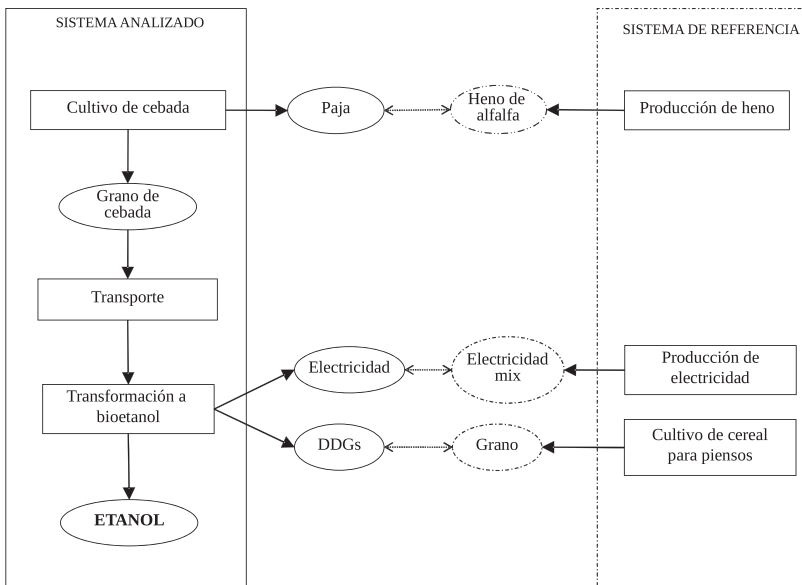 SISTEMA ANALIZADO
SISTEMA DE REFERENCIA
Cultivo de cebada
Paja
Heno de
alfalfa
Producción de heno
Grano de
cebada
Transporte
Electricidad
Electricidad
mix
Producción de
electricidad
Transformación a
bioetanol
DDGs
Grano
Cultivo de cereal
para piensos
ETANOL